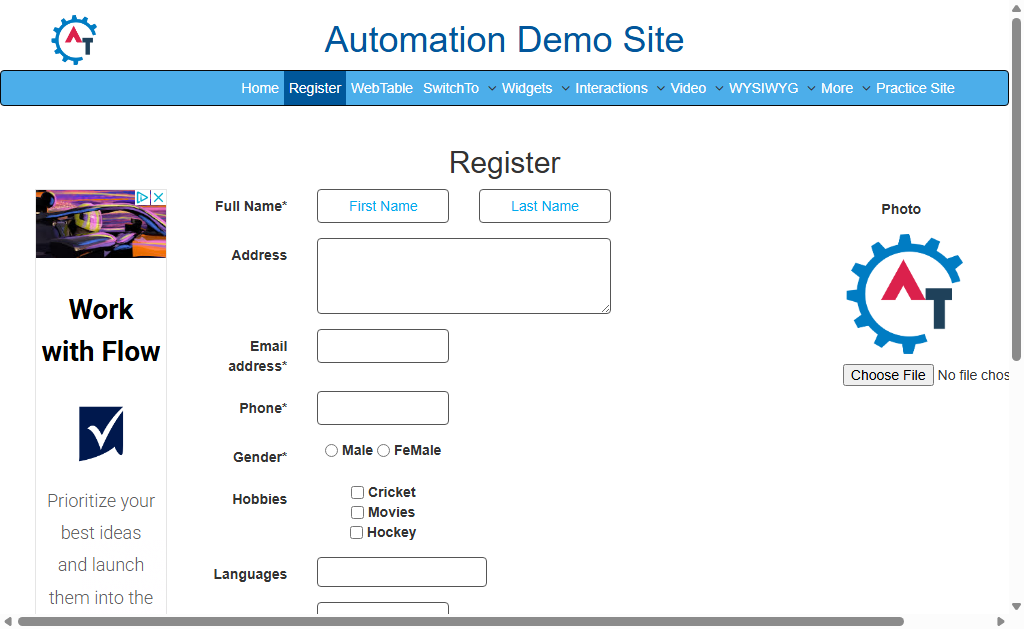 Automation Demo Site
Home Register WebTable SwitchTo Widgets Interactions Video WYSIWYG More Practice Site
Register
Full Name* First Name Last Name
Photo
Address
AT
Email
address*
Choose File No file chos
Phone*
Gender* Male FeMale
Hobbies Cricket
Movies
Hockey
Languages
Work
with Flow
Prioritize your
best ideas
and launch
them into the